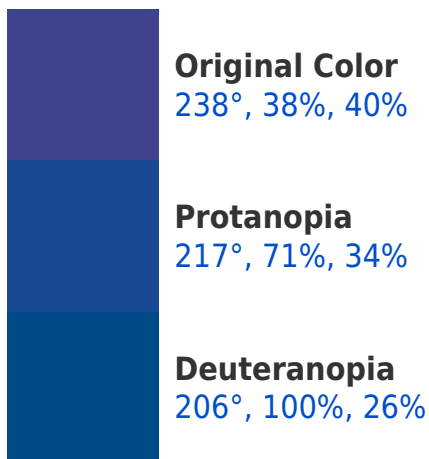 Original Color
238°, 38%, 40%
Protanopia
217°, 71%, 34%
Deuteranopia
206°, 100%, 26%